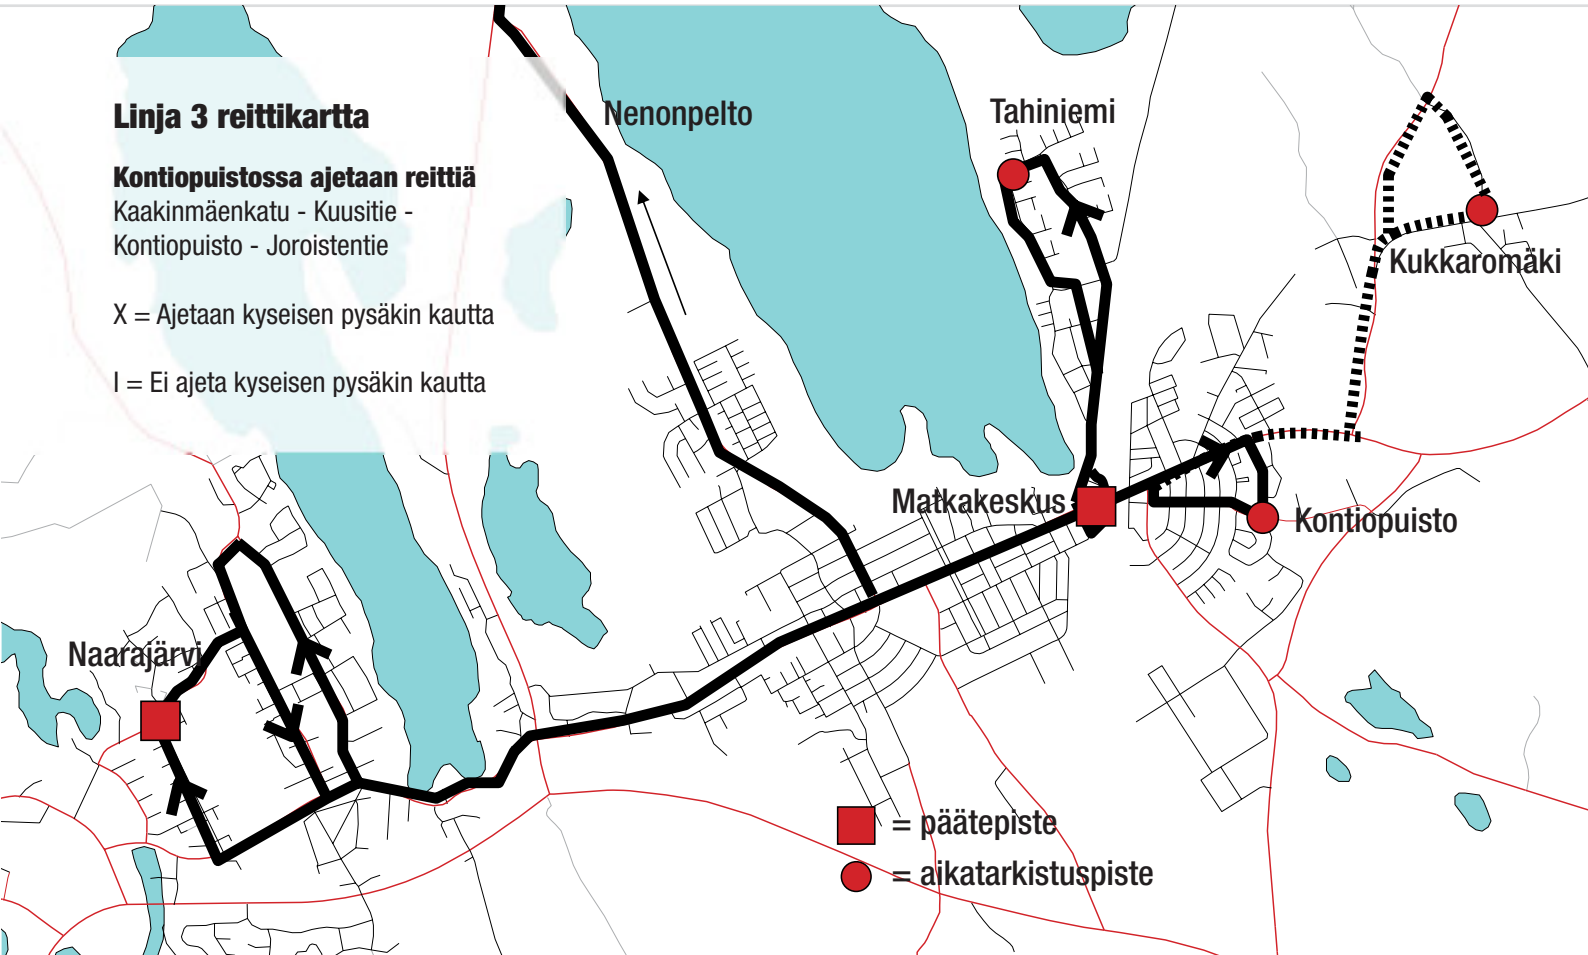 Linja 3 reittikartta
Kontiopuistossa ajetaan reittiä
Kaakinmäenkatu - Kuusitie -
Kontiopuisto - Joroistentie
X = Ajetaan kyseisen pysäkin kautta
I = Ei ajeta kyseisen pysäkin kautta
Nenonpelto
Tahiniemi
Kukkaromäki
Matkakeskus
Kontiopuisto
Naarajärvi
= päätepiste
= aikatarkistuspiste